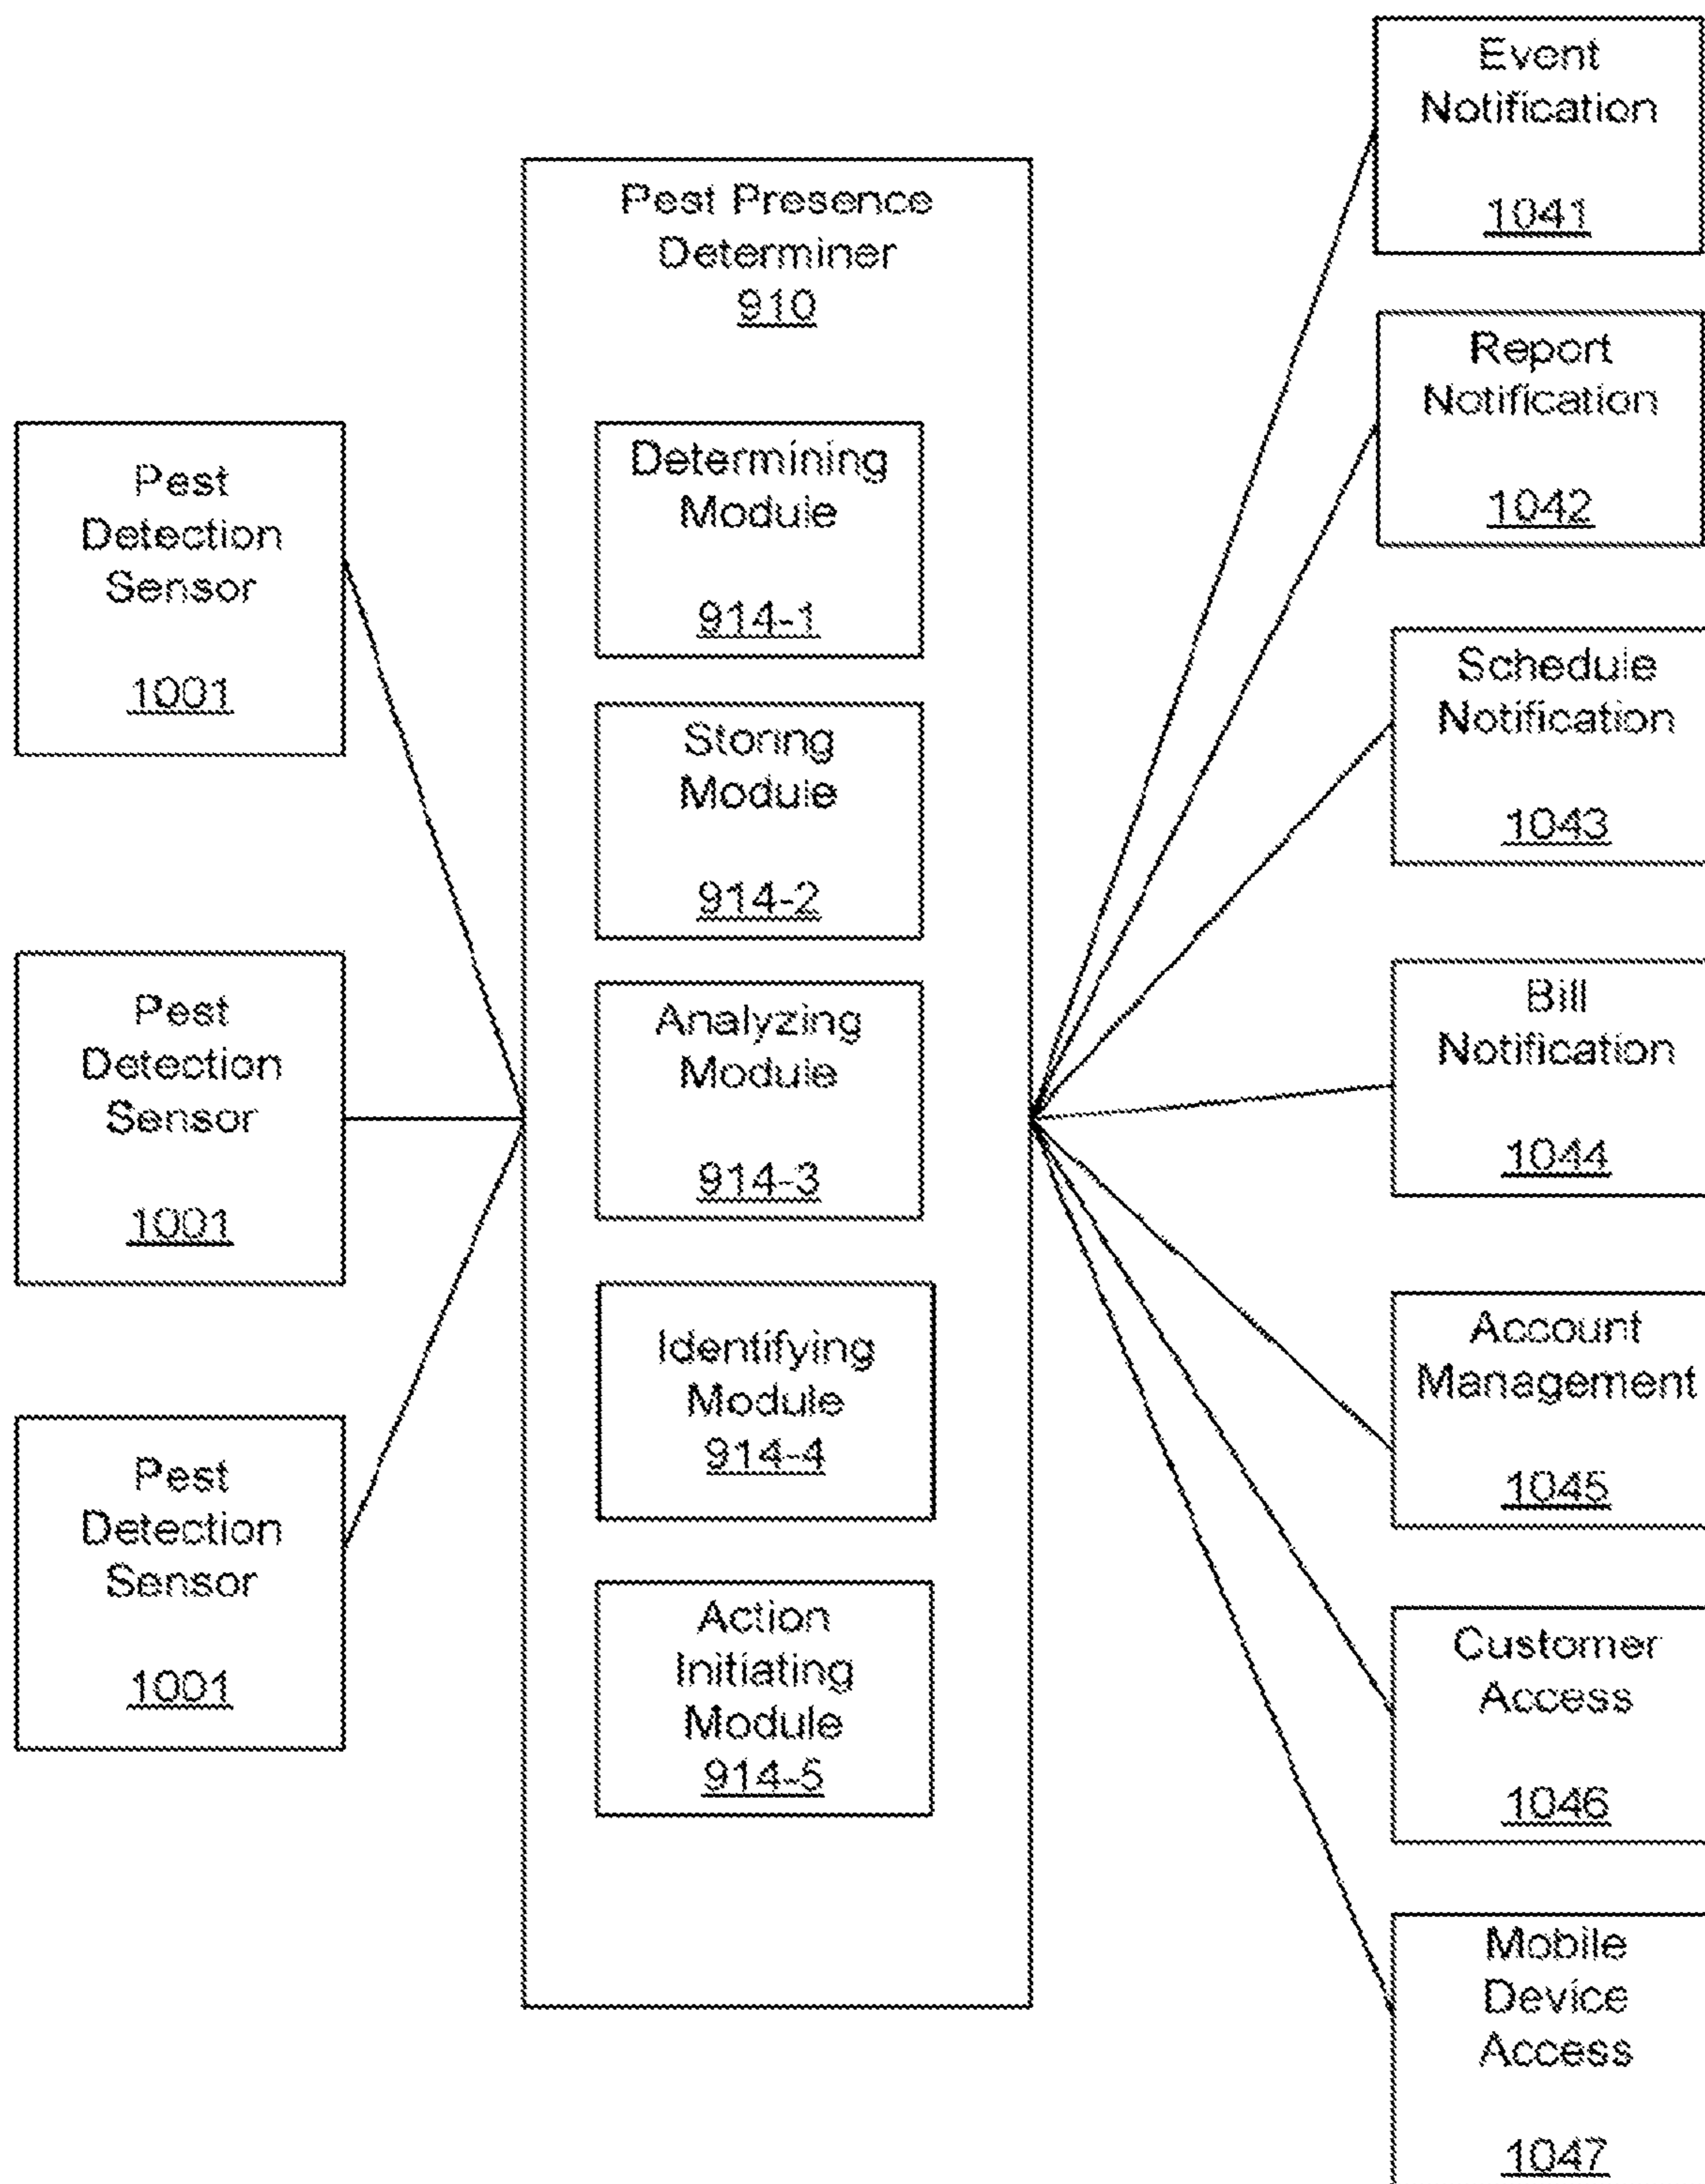 Pest
Detection
Sensor
1001
Pest
Detection
Sensor
1001
Pest
Detection
Sensor
1001
Pest Presence
Determiner
910
Determining
Module
914-1
Storing
Module
914-2
Analyzing
Module
914-3
Identifying
Module
914-4
Action
Initiating
Module
914-5
Event
Notification
1041
Report
Notification
1042
Schedule
Notification
1043
Bill
Notification
1044
Account
Management
1045
Customer
Access
1046
Mobile
Device
Access
1047